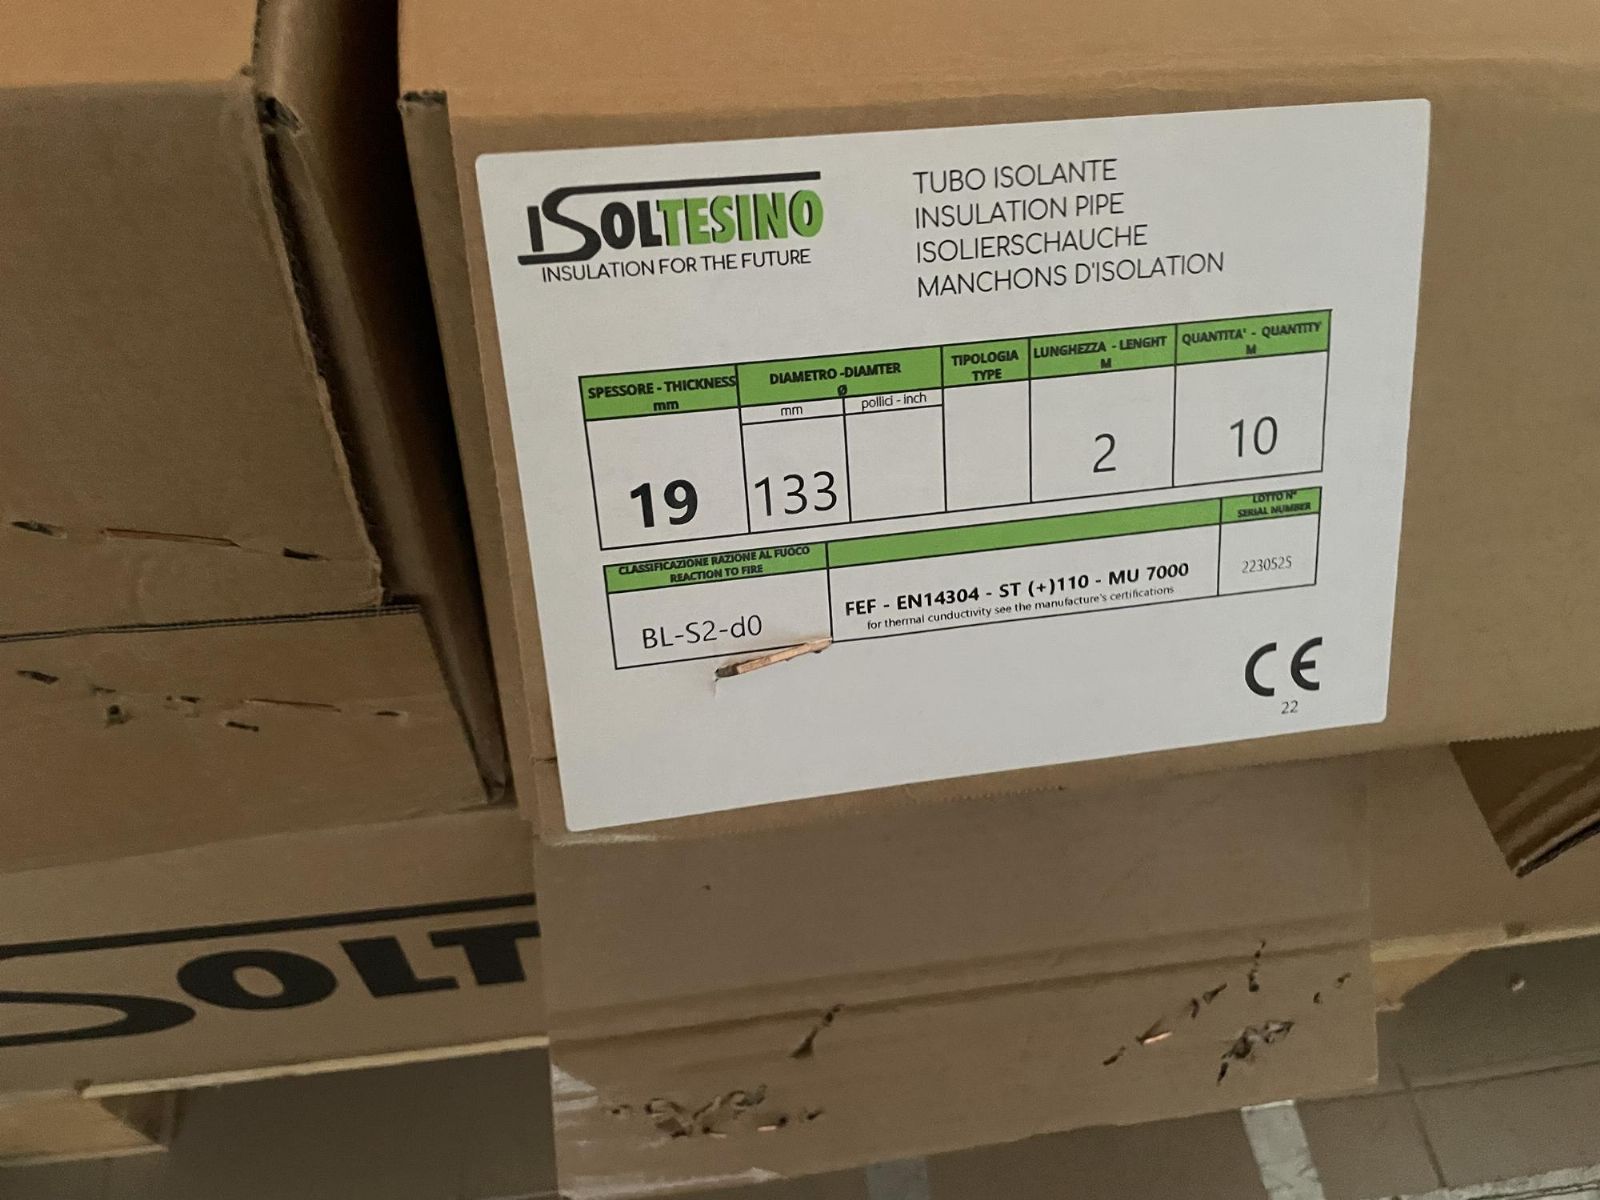 ISOLTESINO
INSULATION FOR THE FUTURE
TUBO ISOLANTE
INSULATION PIPE
ISOLIERSCHAUCHE
MANCHONS D'ISOLATION
SPESSORE - THICKNESS
mm
DIAMETRO -DIAMTER
Ø
mm
pollici - inch
TIPOLOGIA
TYPE
LUNGHEZZA - LENGHT
M
QUANTITA' - QUANTITY
M
19
133
2
10
CLASSIFICAZIONE RAZIONE AL FUOCO
REACTION TO FIRE
LOTTO N°
SERIAL NUMBER
BL-S2-d0
FEF - EN14304 - ST (+)110 - MU 7000
for thermal cunductivity see the manufacture's certifications
2230525
CE
22
SOLT